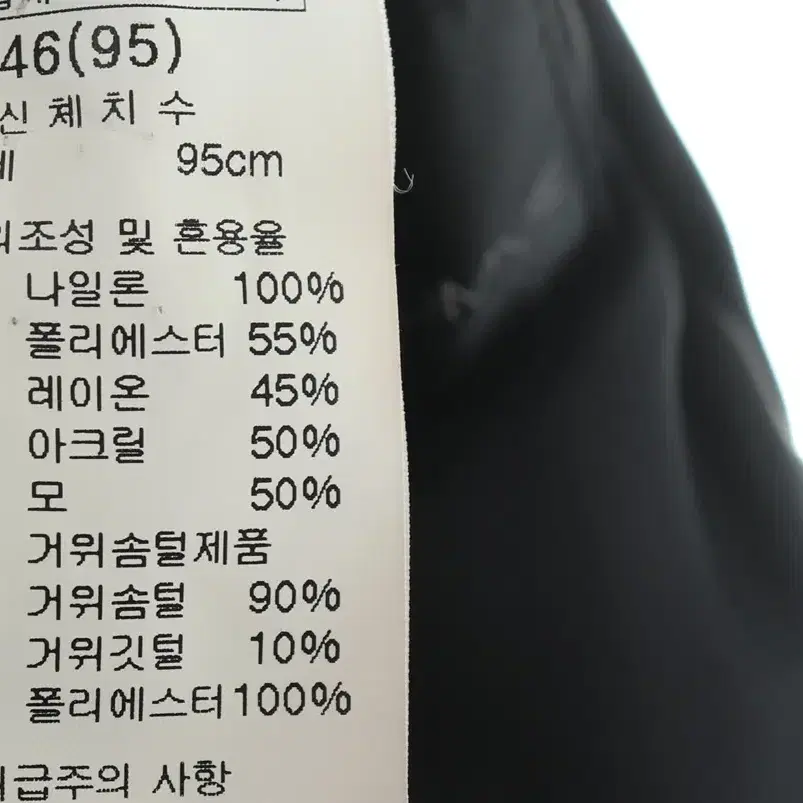 46(95)
신체치수
95cm
조성 및 혼용율
나일론 100%
폴리에스터 55%
레이온 45%
아크릴 50%
모 50%
거위솜털제품
거위솜털 90%
거위깃털 10%
폴리에스터 100%
급주의 사항